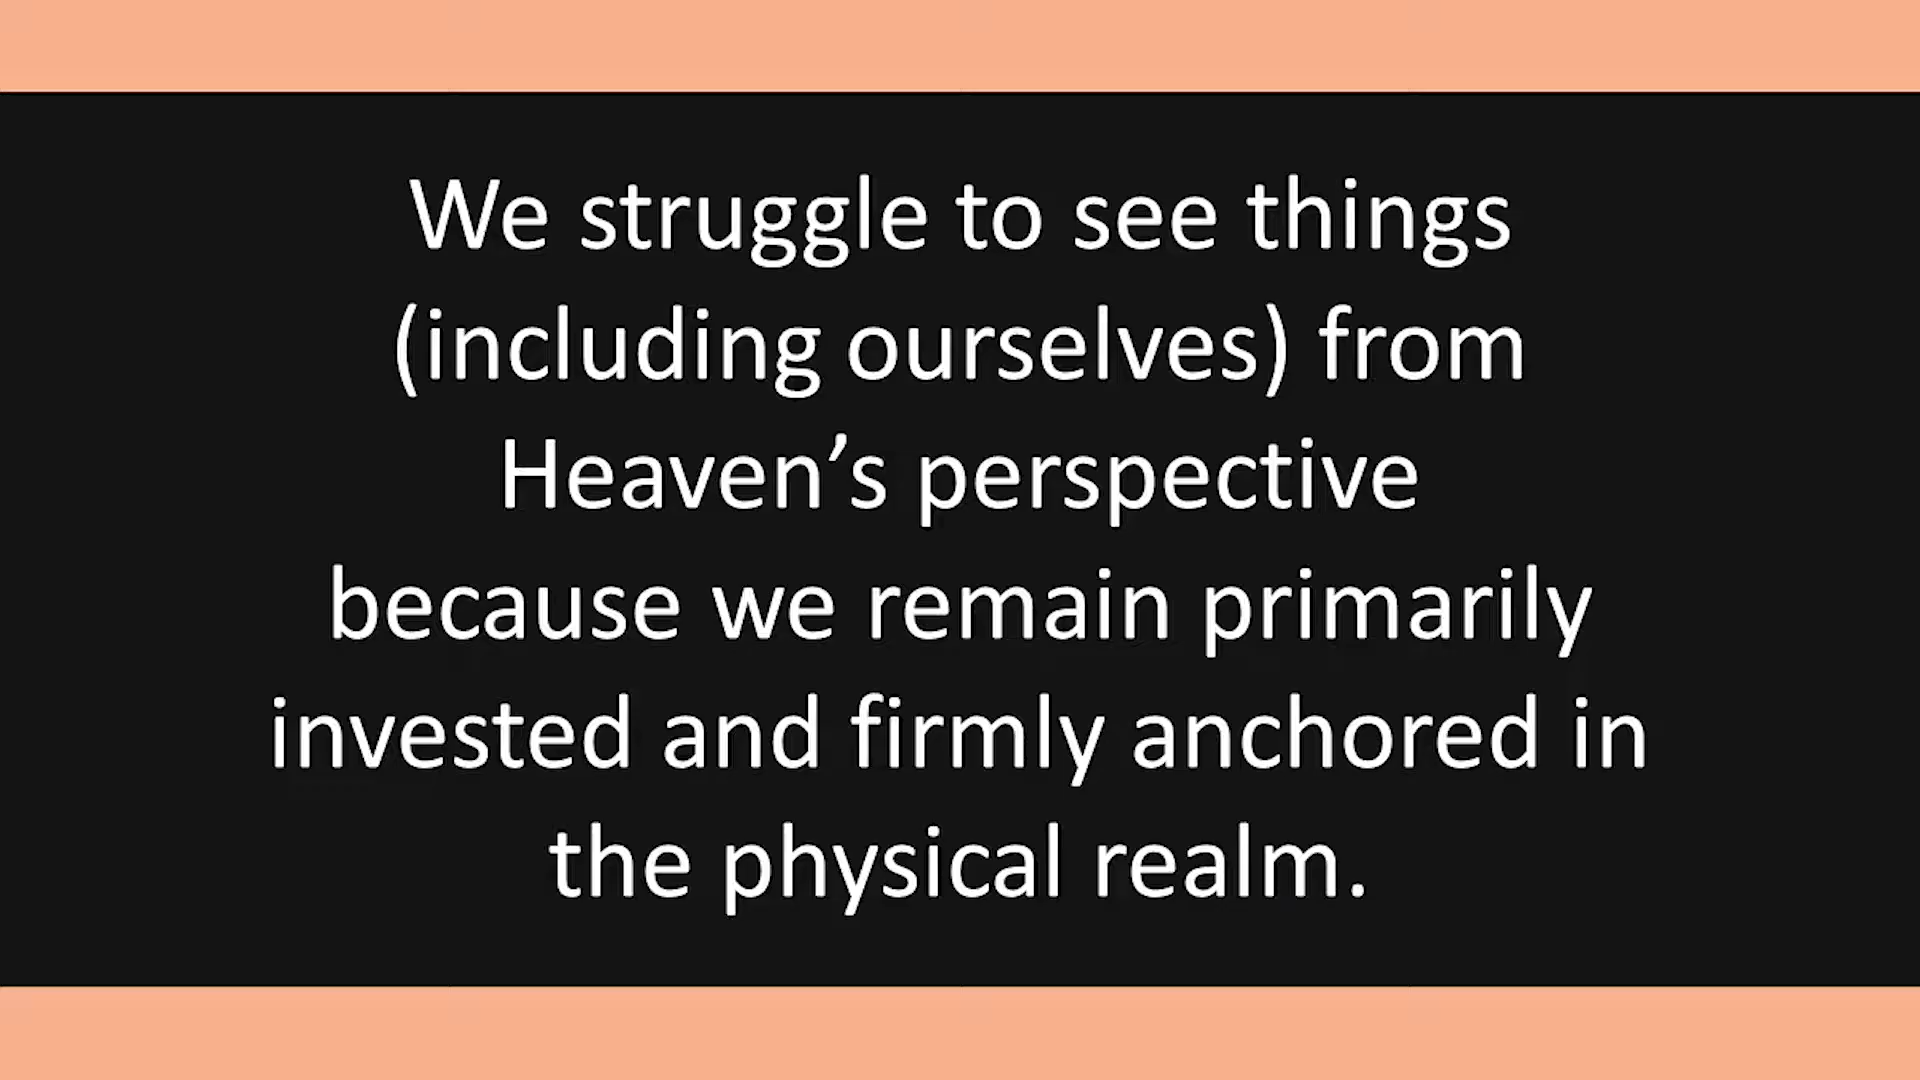 We struggle to see things
(including ourselves) from
Heaven’s perspective
because we remain primarily
invested and firmly anchored in
the physical realm.